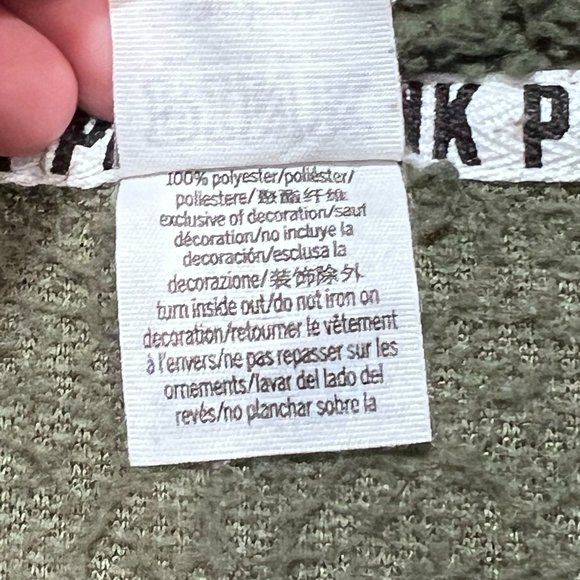 NK P
100% polyester/poliéster/
poliestere/聚酯纤维
exclusive of decoration/sauf
décoration/no incluye la
decoración/esclusa la
decorazione/装饰除外
turn inside out/do not iron on
decoration/retourner le vêtement
à l'envers/ne pas repasser sur les
ornements/lavar del lado del
revés/no planchar sobre la